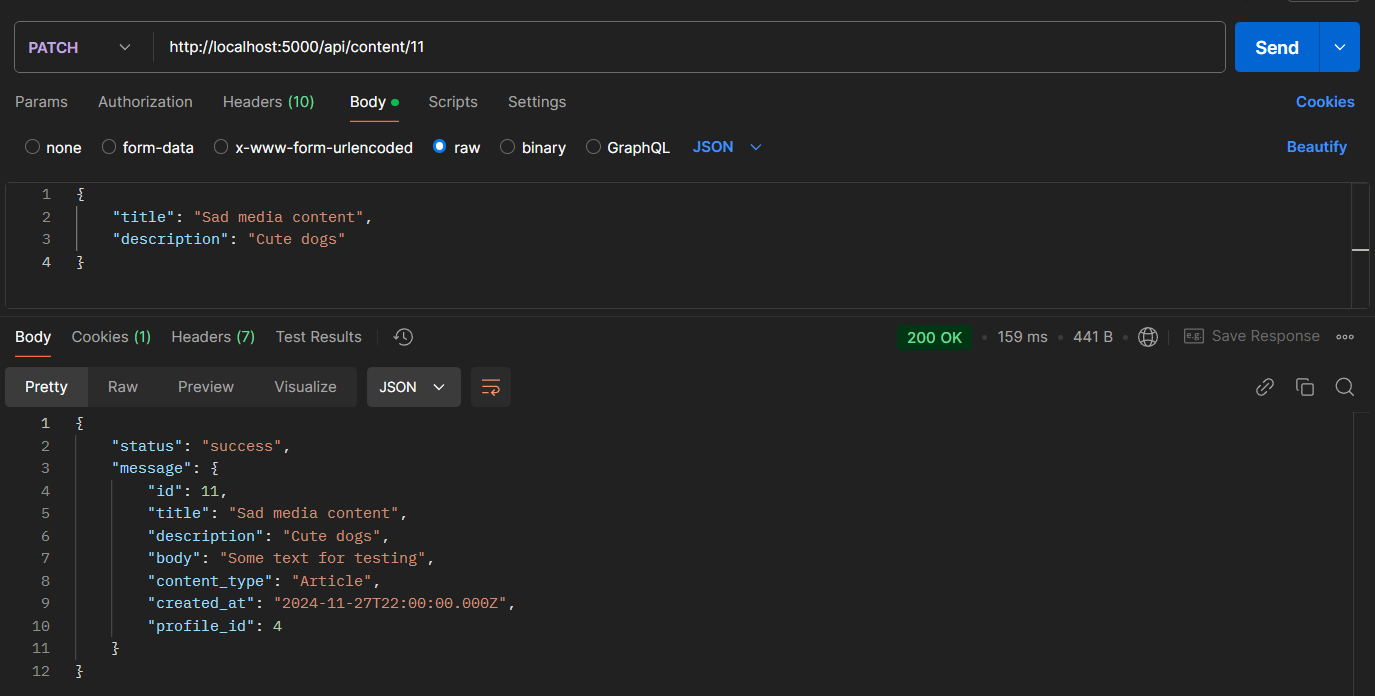 PATCH http://localhost:5000/api/content/11 Send
Params Authorization Headers (10) Body Scripts Settings Cookies
none form-data x-www-form-urlencoded raw binary GraphQL JSON Beautify
1 {
2 "title": "Sad media content",
3 "description": "Cute dogs"
4 }
Body Cookies (1) Headers (7) Test Results 200 OK 159 ms 441 B e.g. Save Response
Pretty Raw Preview Visualize JSON
1 {
2 "status": "success",
3 "message": {
4 "id": 11,
5 "title": "Sad media content",
6 "description": "Cute dogs",
7 "body": "Some text for testing",
8 "content_type": "Article",
9 "created_at": "2024-11-27T22:00:00.000Z",
10 "profile_id": 4
11 }
12 }